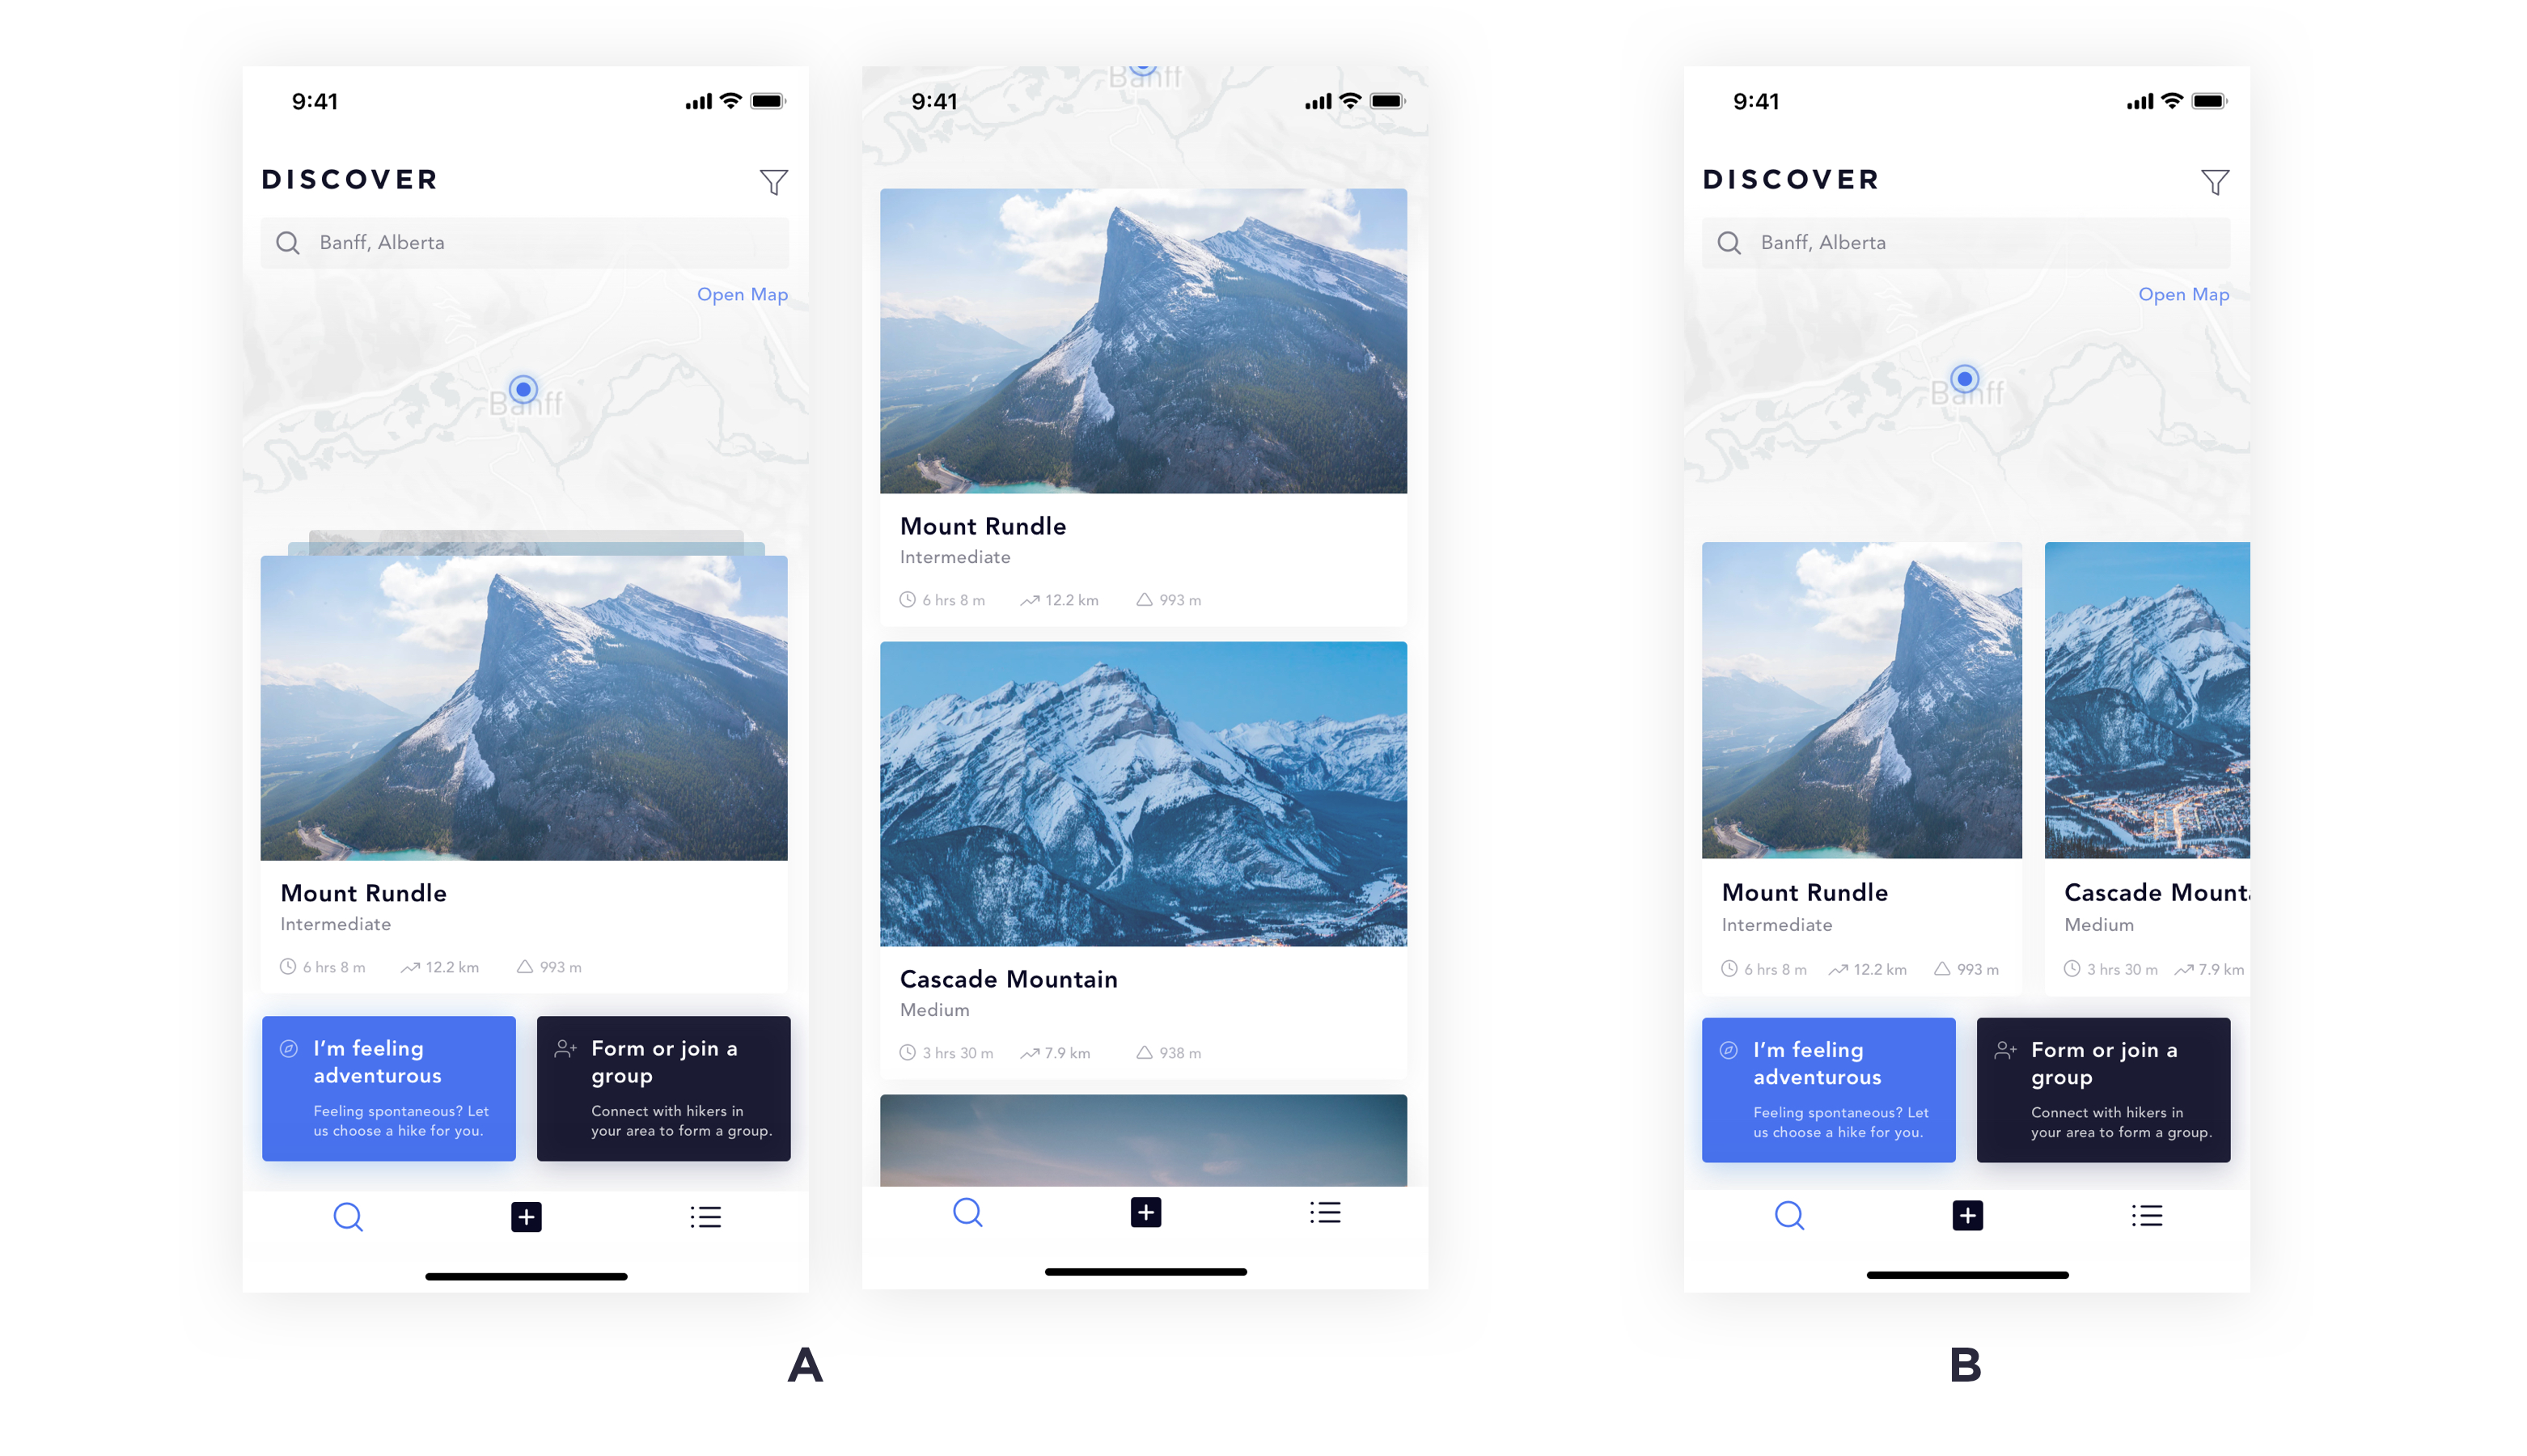 9:41
DISCOVER
Banff, Alberta
Open Map
Banff
Mount Rundle
Intermediate
6 hrs 8 m 12.2 km 993 m
I'm feeling
adventurous
Feeling spontaneous? Let
us choose a hike for you.
Form or join a
group
Connect with hikers in
your area to form a group.
Banff
9:41
Mount Rundle
Intermediate
6 hrs 8 m 12.2 km 993 m
Cascade Mountain
Medium
3 hrs 30 m 7.9 km 938 m
A
9:41
DISCOVER
Banff, Alberta
Open Map
Banff
Mount Rundle
Intermediate
6 hrs 8 m 12.2 km 993 m
Cascade Mounta
Medium
3 hrs 30 m 7.9 km
I'm feeling
adventurous
Feeling spontaneous? Let
us choose a hike for you.
Form or join a
group
Connect with hikers in
your area to form a group.
B